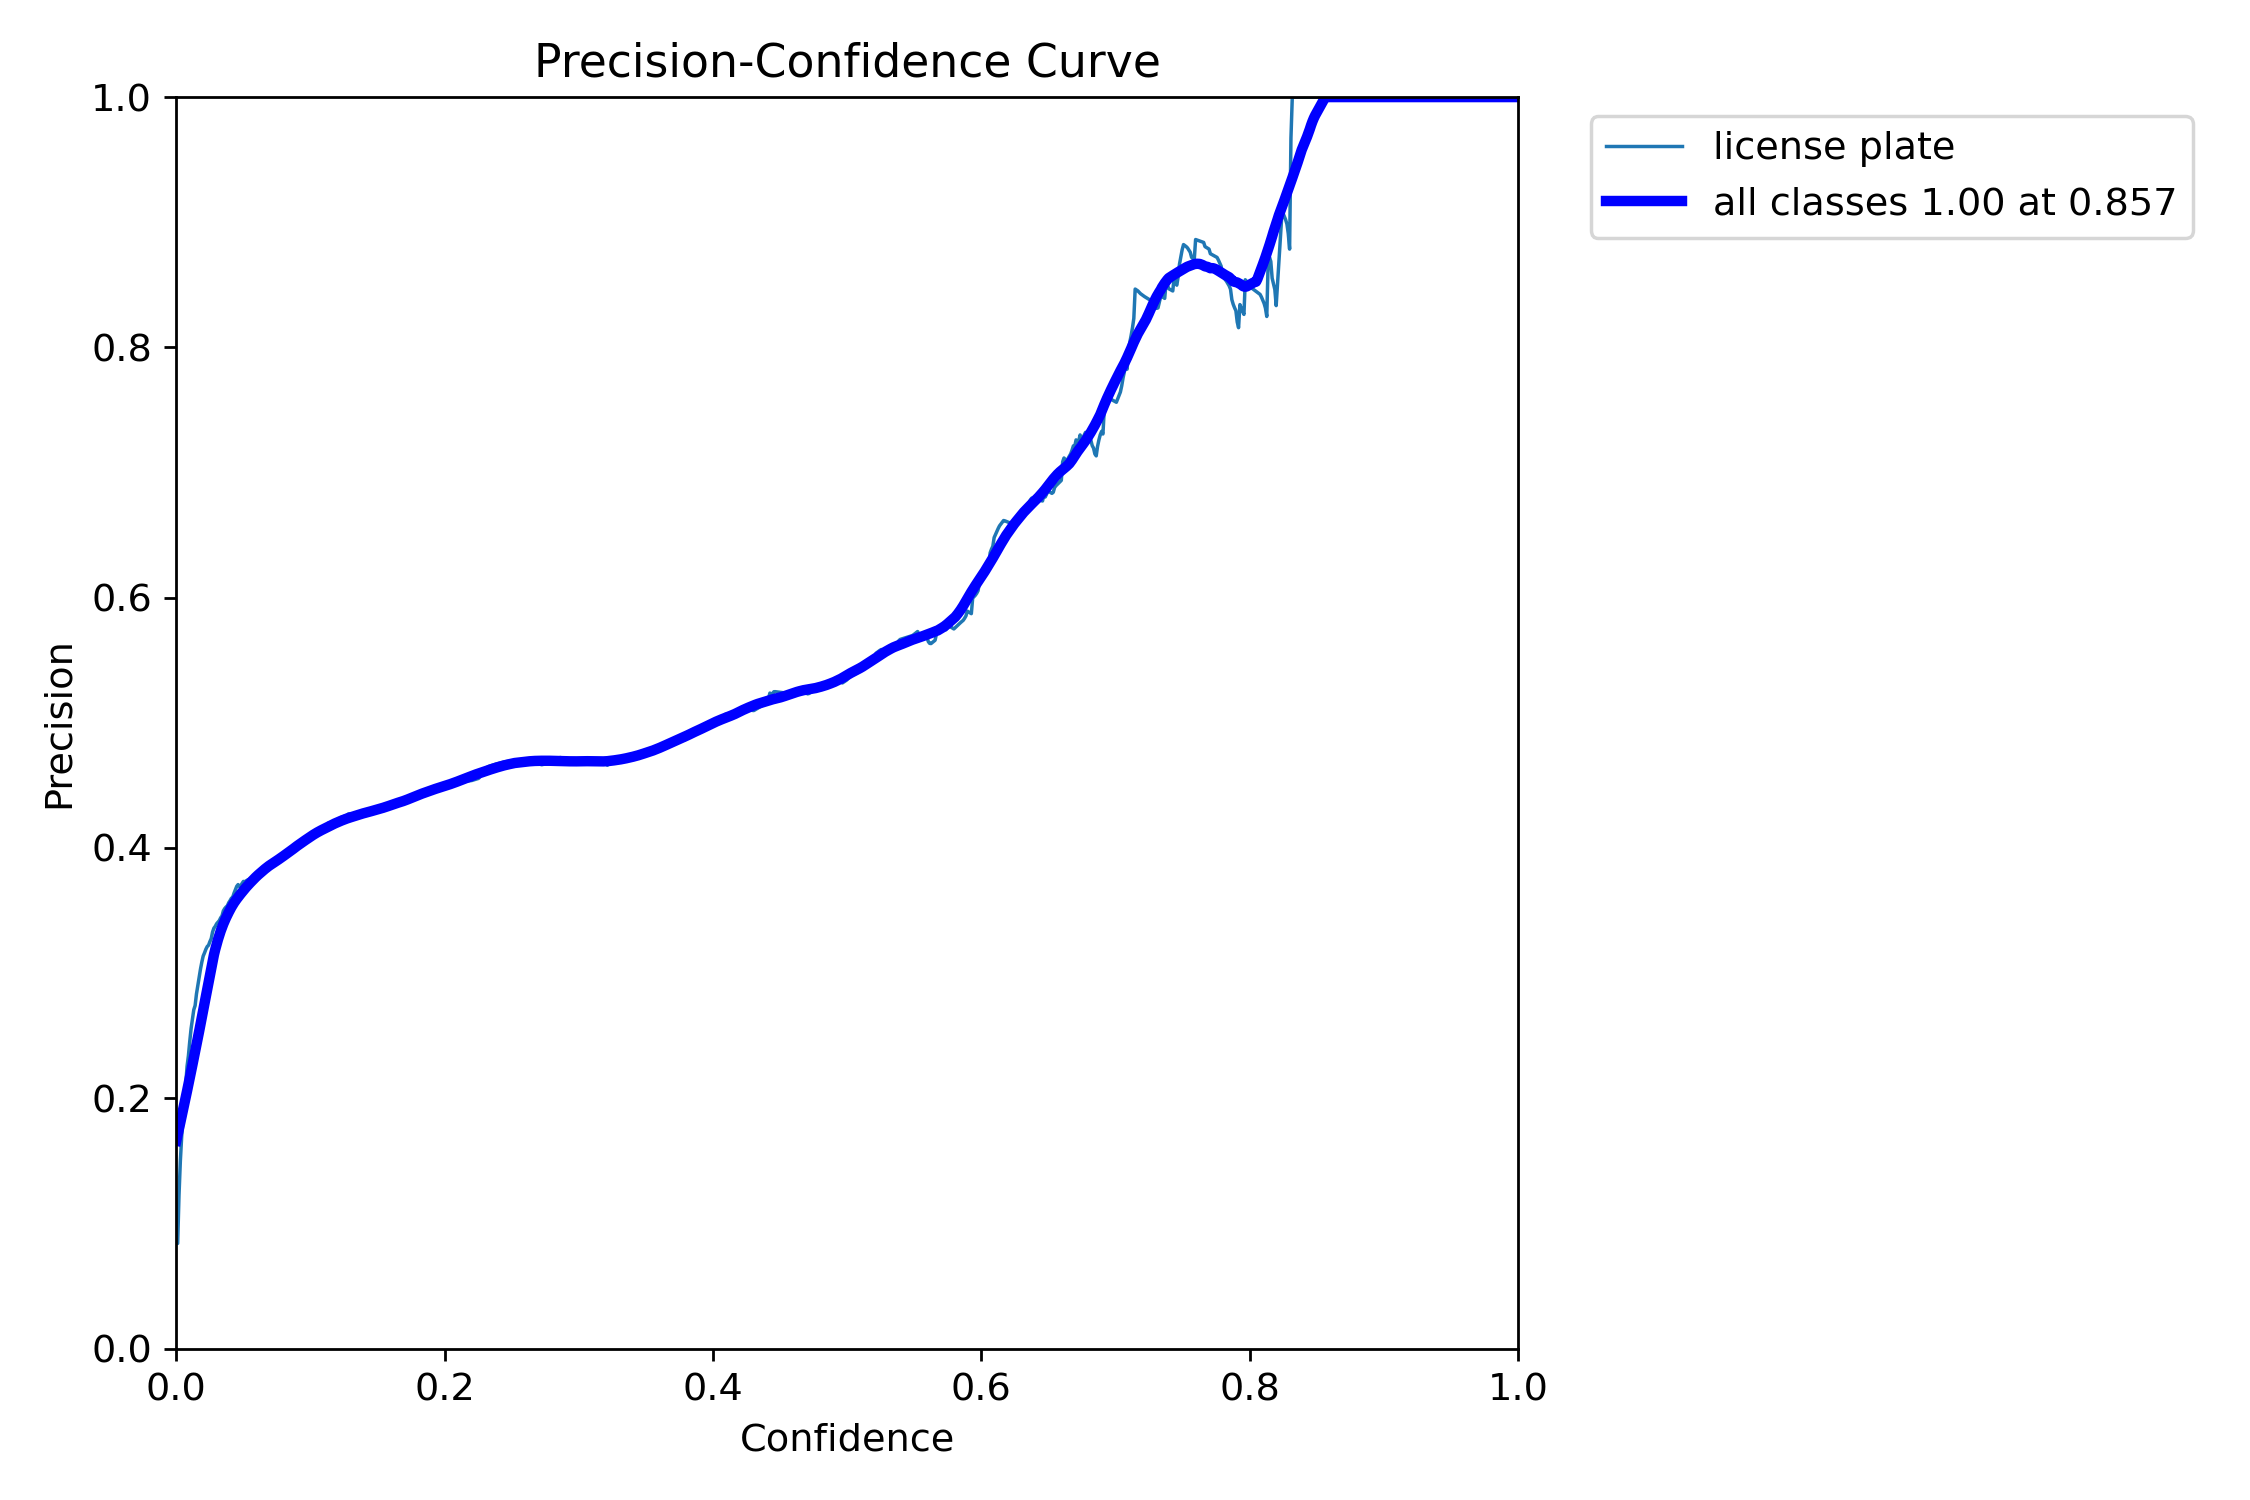 Precision-Confidence Curve
1.0
0.8
0.6
0.4
0.2
0.0
Precision
0.0 0.2 0.4 0.6 0.8 1.0
Confidence
license plate
all classes 1.00 at 0.857